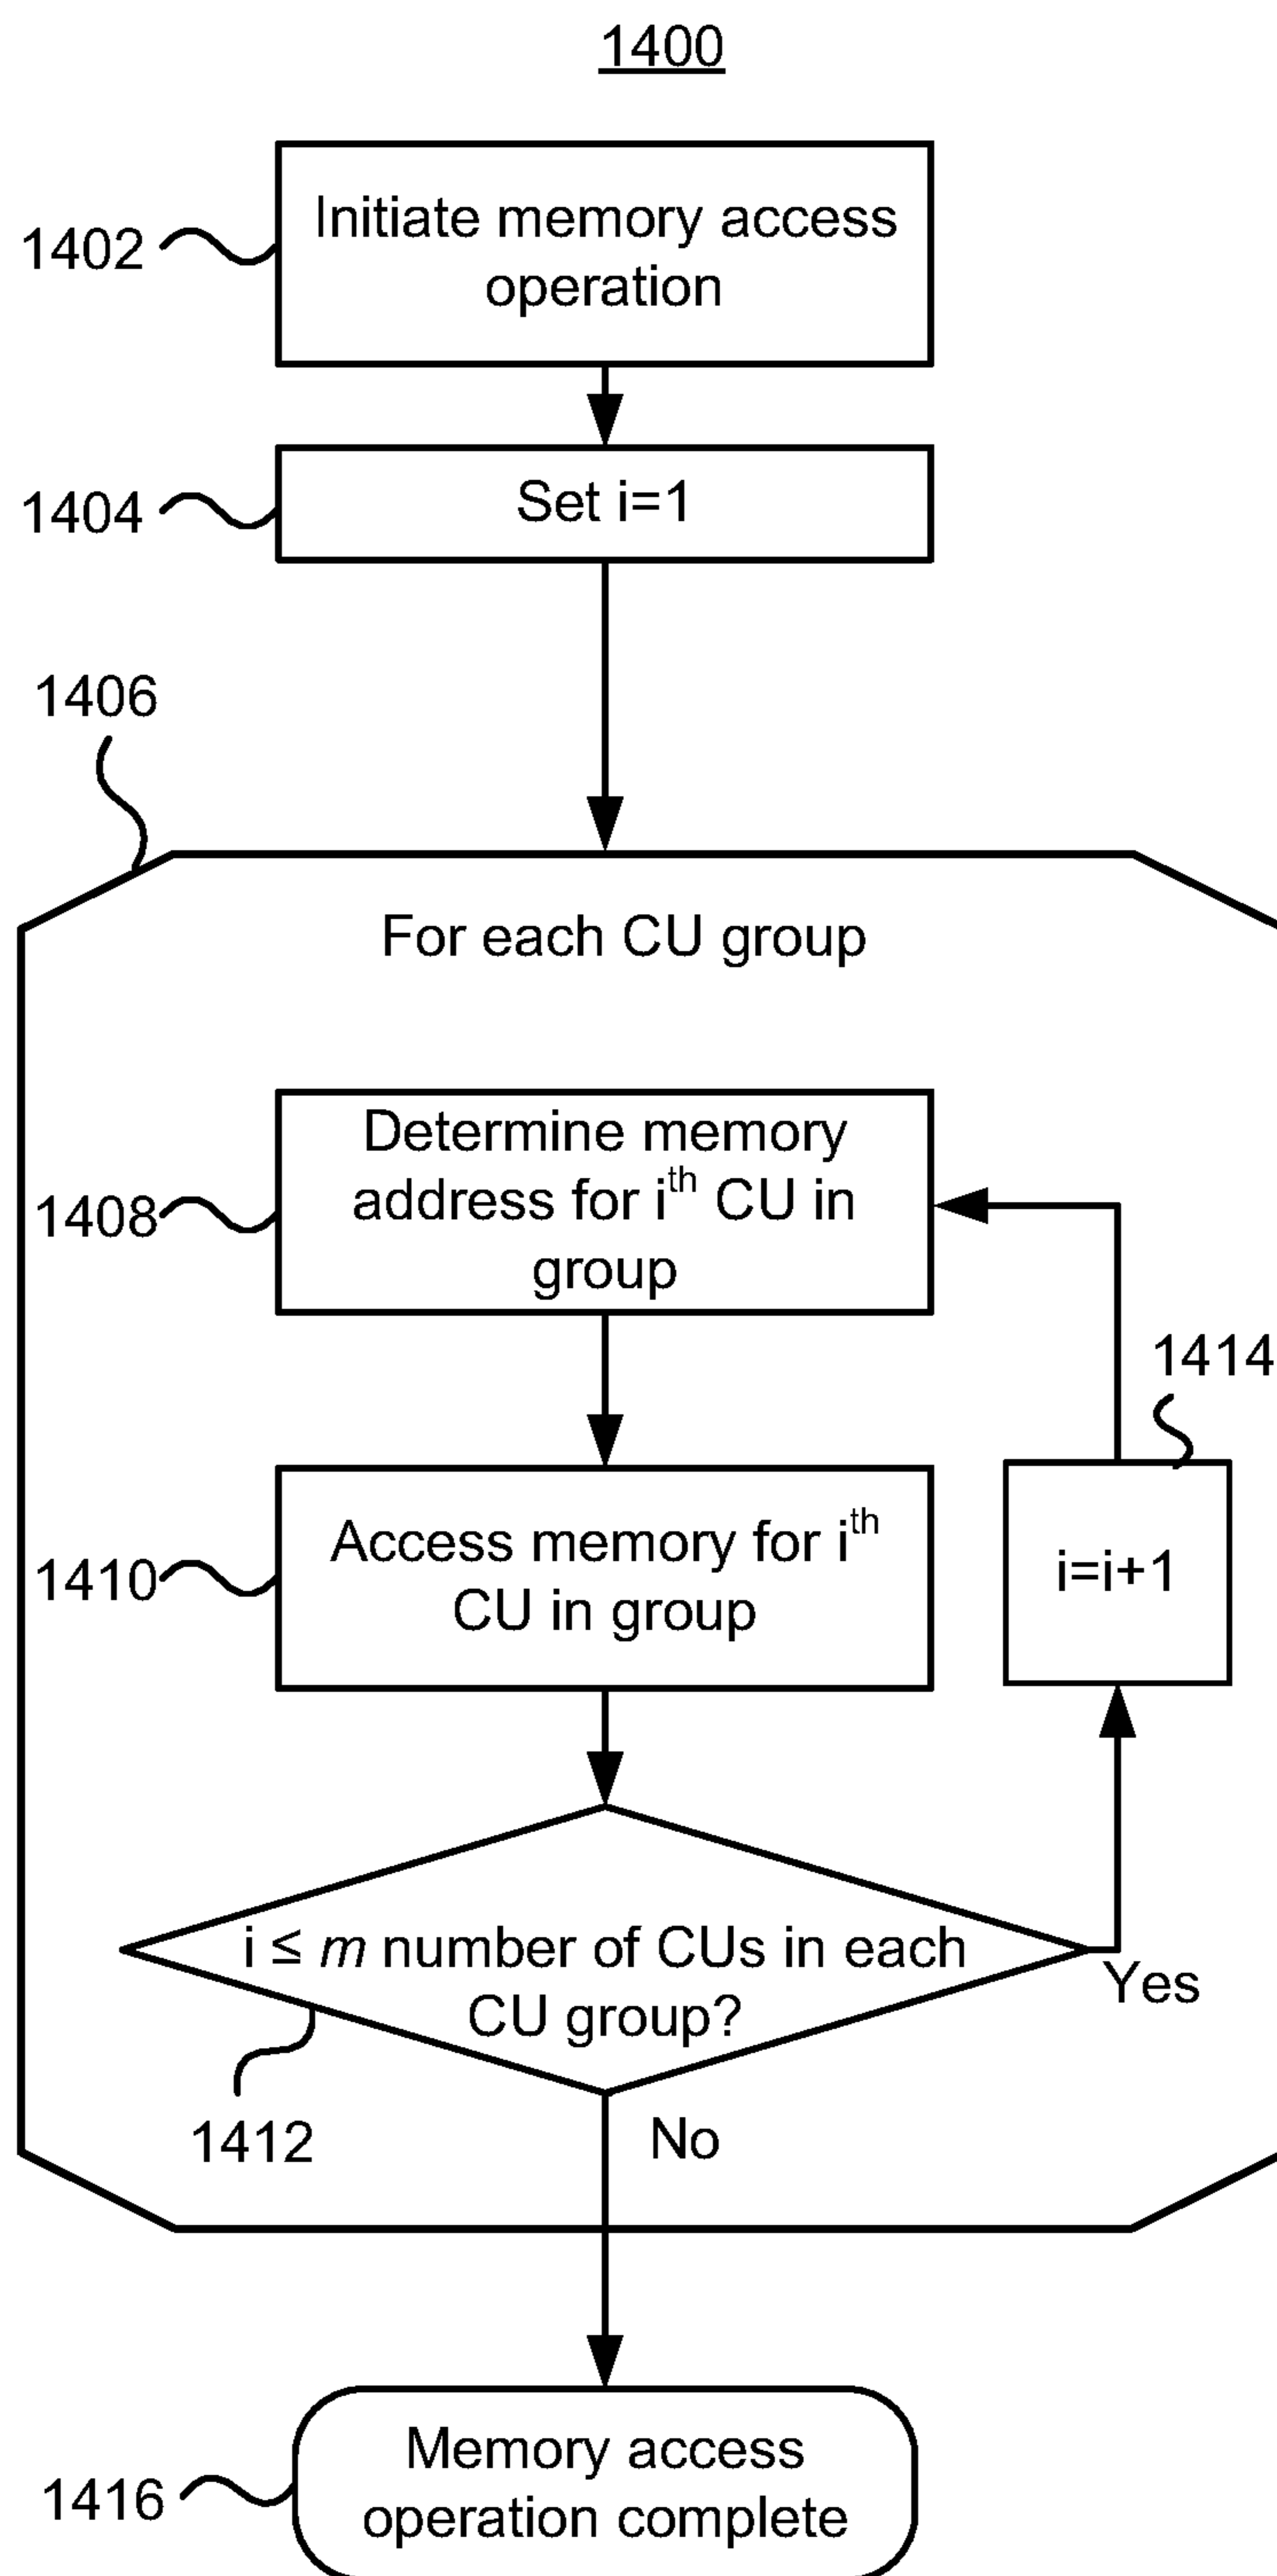 1400
1402
Initiate memory access
operation
1404
Set i=1
1406
For each CU group
1408
Determine memory
address for iᵗʰ CU in
group
1414
1410
Access memory for iᵗʰ
CU in group
i=i+1
i ≤ m number of CUs in each
CU group?
Yes
1412
No
1416
Memory access
operation complete